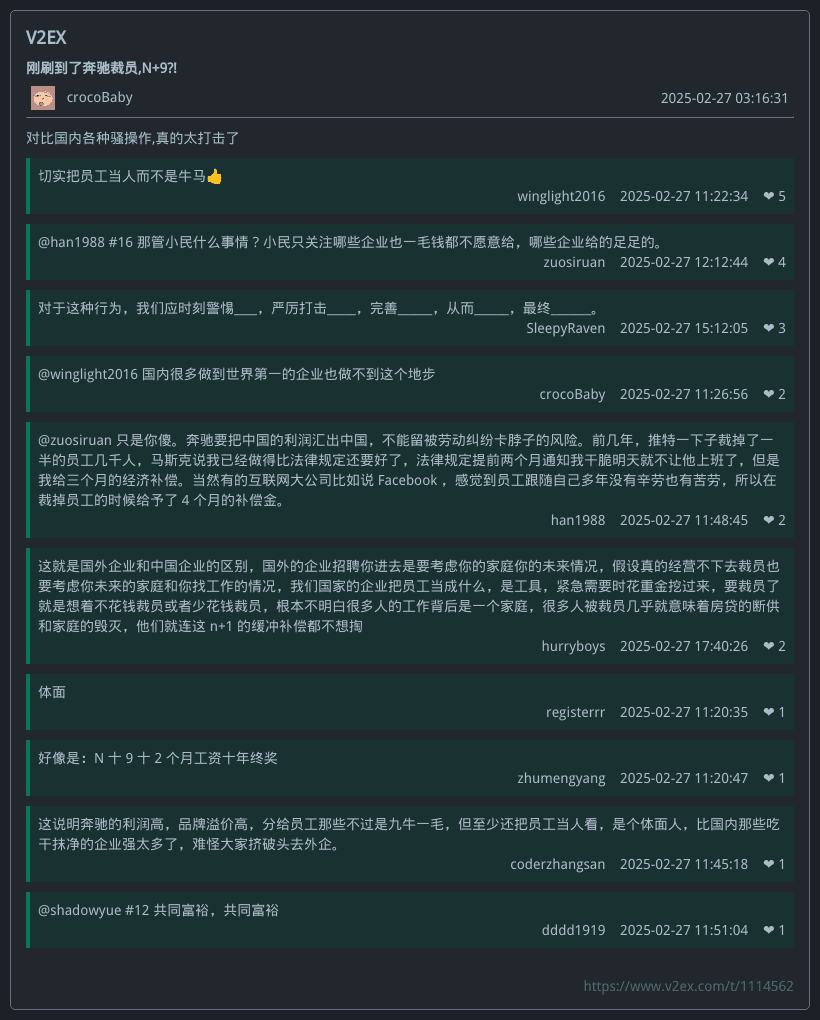 V2EX
刚刷到了奔驰裁员,N+9?!
crocoBaby 2025-02-27 03:16:31
对比国内各种骚操作,真的太打击了
切实把员工当人而不是牛马👍
winglight2016 2025-02-27 11:22:34 ❤ 5
@han1988 #16 那管小民什么事情？小民只关注哪些企业也一毛钱都不愿意给，哪些企业给的足足的。
zuosiruan 2025-02-27 12:12:44 ❤ 4
对于这种行为，我们应时刻警惕____，严厉打击_____，完善______，从而______，最终_______。
SleepyRaven 2025-02-27 15:12:05 ❤ 3
@winglight2016 国内很多做到世界第一的企业也做不到这个地步
crocoBaby 2025-02-27 11:26:56 ❤ 2
@zuosiruan 只是你傻。奔驰要把中国的利润汇出中国，不能留被劳动纠纷卡脖子的风险。前几年，推特一下子裁掉了一
半的员工几千人，马斯克说我已经做得比法律规定还要好了，法律规定提前两个月通知我干脆明天就不让他上班了，但是
我给三个月的经济补偿。当然有的互联网大公司比如说 Facebook ，感觉到员工跟随自己多年没有辛劳也有苦劳，所以在
裁掉员工的时候给予了 4 个月的补偿金。
han1988 2025-02-27 11:48:45 ❤ 2
这就是国外企业和中国企业的区别，国外的企业招聘你进去是要考虑你的家庭你的未来情况，假设真的经营不下去裁员也
要考虑你未来的家庭和你找工作的情况，我们国家的企业把员工当成什么，是工具，紧急需要时花重金挖过来，要裁员了
就是想着不花钱裁员或者少花钱裁员，根本不明白很多人的工作背后是一个家庭，很多人被裁员几乎就意味着房贷的断供
和家庭的毁灭，他们就连这 n+1 的缓冲补偿都不想掏
hurryboys 2025-02-27 17:40:26 ❤ 2
体面
registerrr 2025-02-27 11:20:35 ❤ 1
好像是：N 十 9 十 2 个月工资十年终奖
zhumengyang 2025-02-27 11:20:47 ❤ 1
这说明奔驰的利润高，品牌溢价高，分给员工那些不过是九牛一毛，但至少还把员工当人看，是个体面人，比国内那些吃
干抹净的企业强太多了，难怪大家挤破头去外企。
coderzhangsan 2025-02-27 11:45:18 ❤ 1
@shadowyue #12 共同富裕，共同富裕
dddd1919 2025-02-27 11:51:04 ❤ 1
https://www.v2ex.com/t/1114562